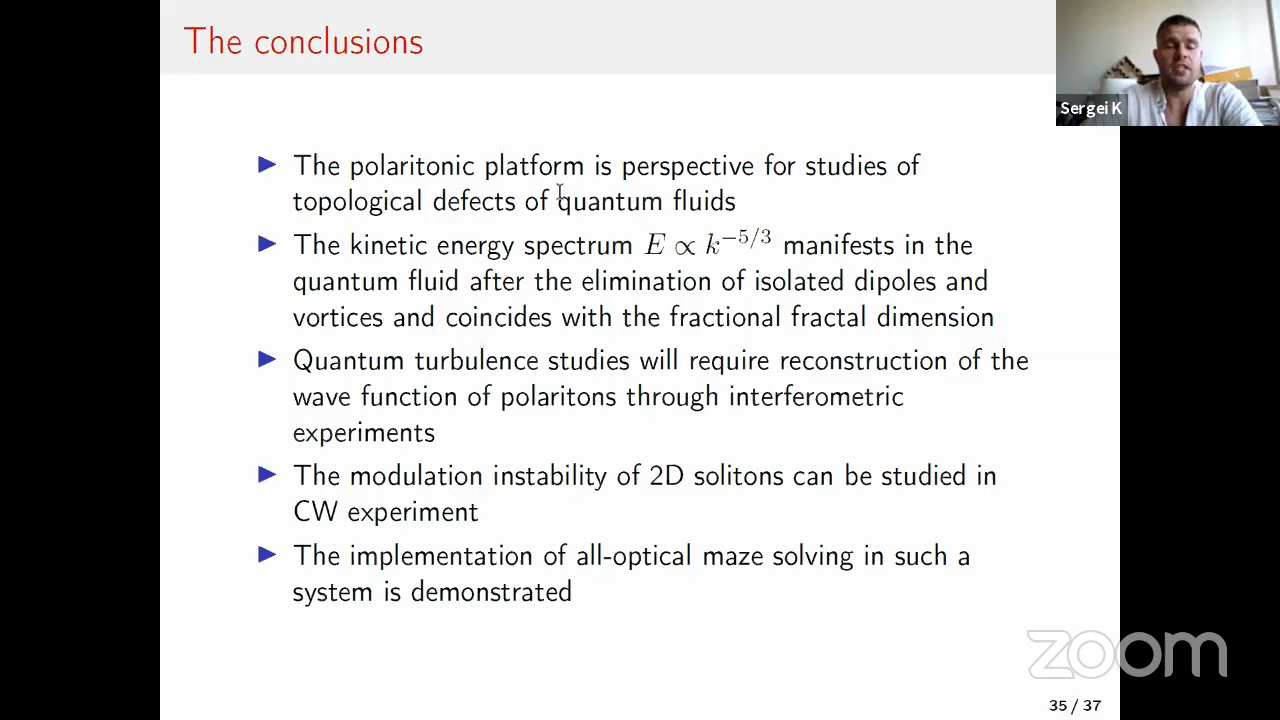 The conclusions
Sergei K
The polaritonic platform is perspective for studies of
topological defects of quantum fluids
The kinetic energy spectrum E ∝ k^{-5/3} manifests in the
quantum fluid after the elimination of isolated dipoles and
vortices and coincides with the fractional fractal dimension
Quantum turbulence studies will require reconstruction of the
wave function of polaritons through interferometric
experiments
The modulation instability of 2D solitons can be studied in
CW experiment
The implementation of all-optical maze solving in such a
system is demonstrated
zoom
35 / 37